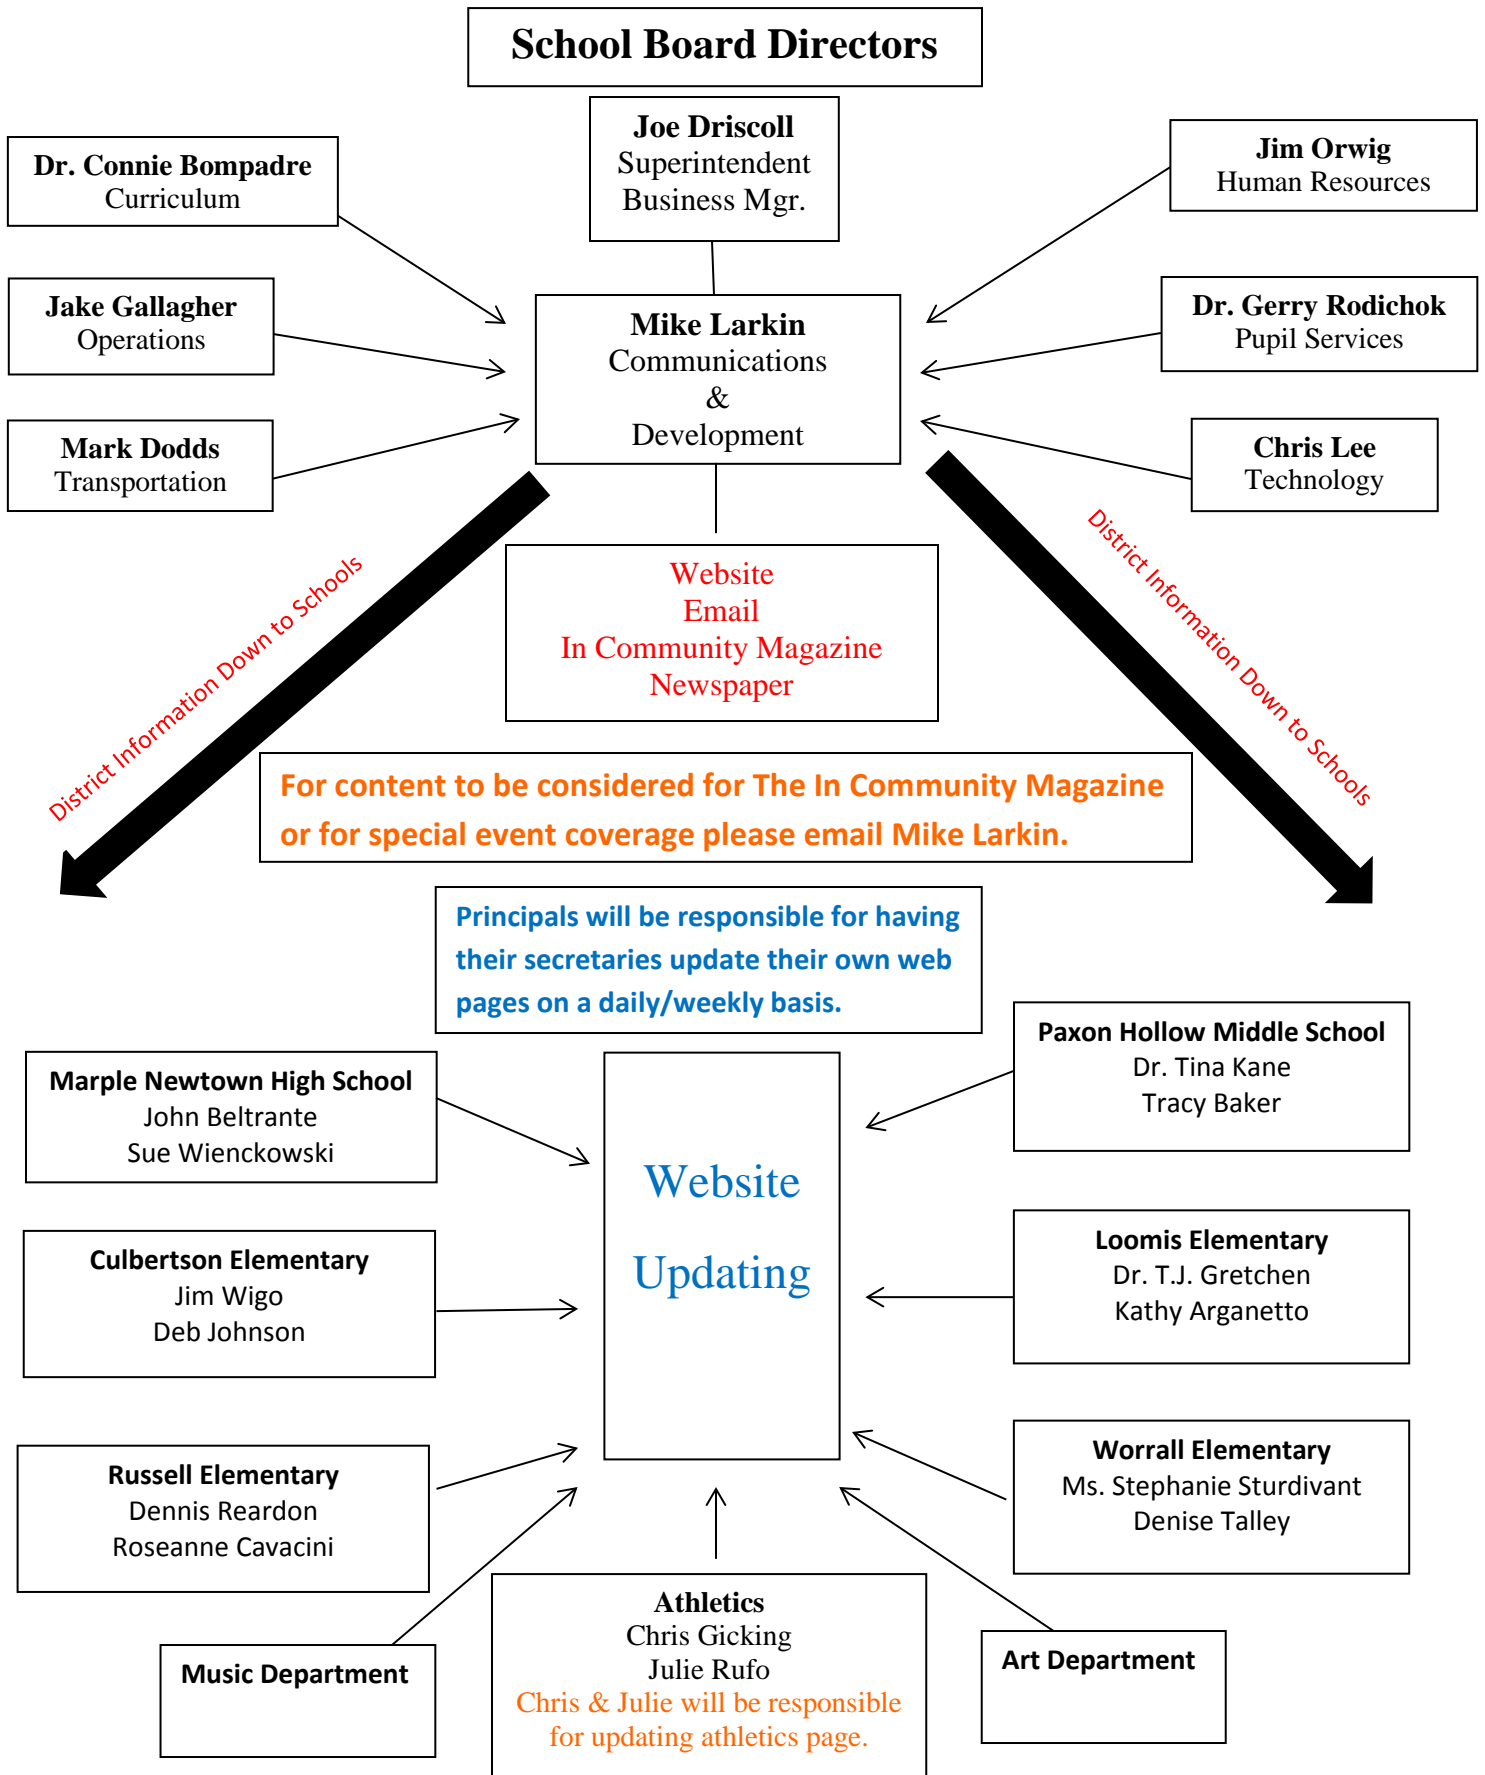 School Board Directors
Joe Driscoll
Superintendent
Business Mgr.
Dr. Connie Bompadre
Curriculum
Jim Orwig
Human Resources
Jake Gallagher
Operations
Mike Larkin
Communications
&
Development
Dr. Gerry Rodichok
Pupil Services
Mark Dodds
Transportation
Chris Lee
Technology
District Information Down to Schools
District Information Down to Schools
Website
Email
In Community Magazine
Newspaper
For content to be considered for The In Community Magazine
or for special event coverage please email Mike Larkin.
Principals will be responsible for having
their secretaries update their own web
pages on a daily/weekly basis.
Marple Newtown High School
John Beltrante
Sue Wienckowski
Paxon Hollow Middle School
Dr. Tina Kane
Tracy Baker
Website
Updating
Culbertson Elementary
Jim Wigo
Deb Johnson
Loomis Elementary
Dr. T.J. Gretchen
Kathy Arganetto
Russell Elementary
Dennis Reardon
Roseanne Cavacini
Worrall Elementary
Ms. Stephanie Sturdivant
Denise Talley
Music Department
Athletics
Chris Gicking
Julie Rufo
Chris & Julie will be responsible
for updating athletics page.
Art Department